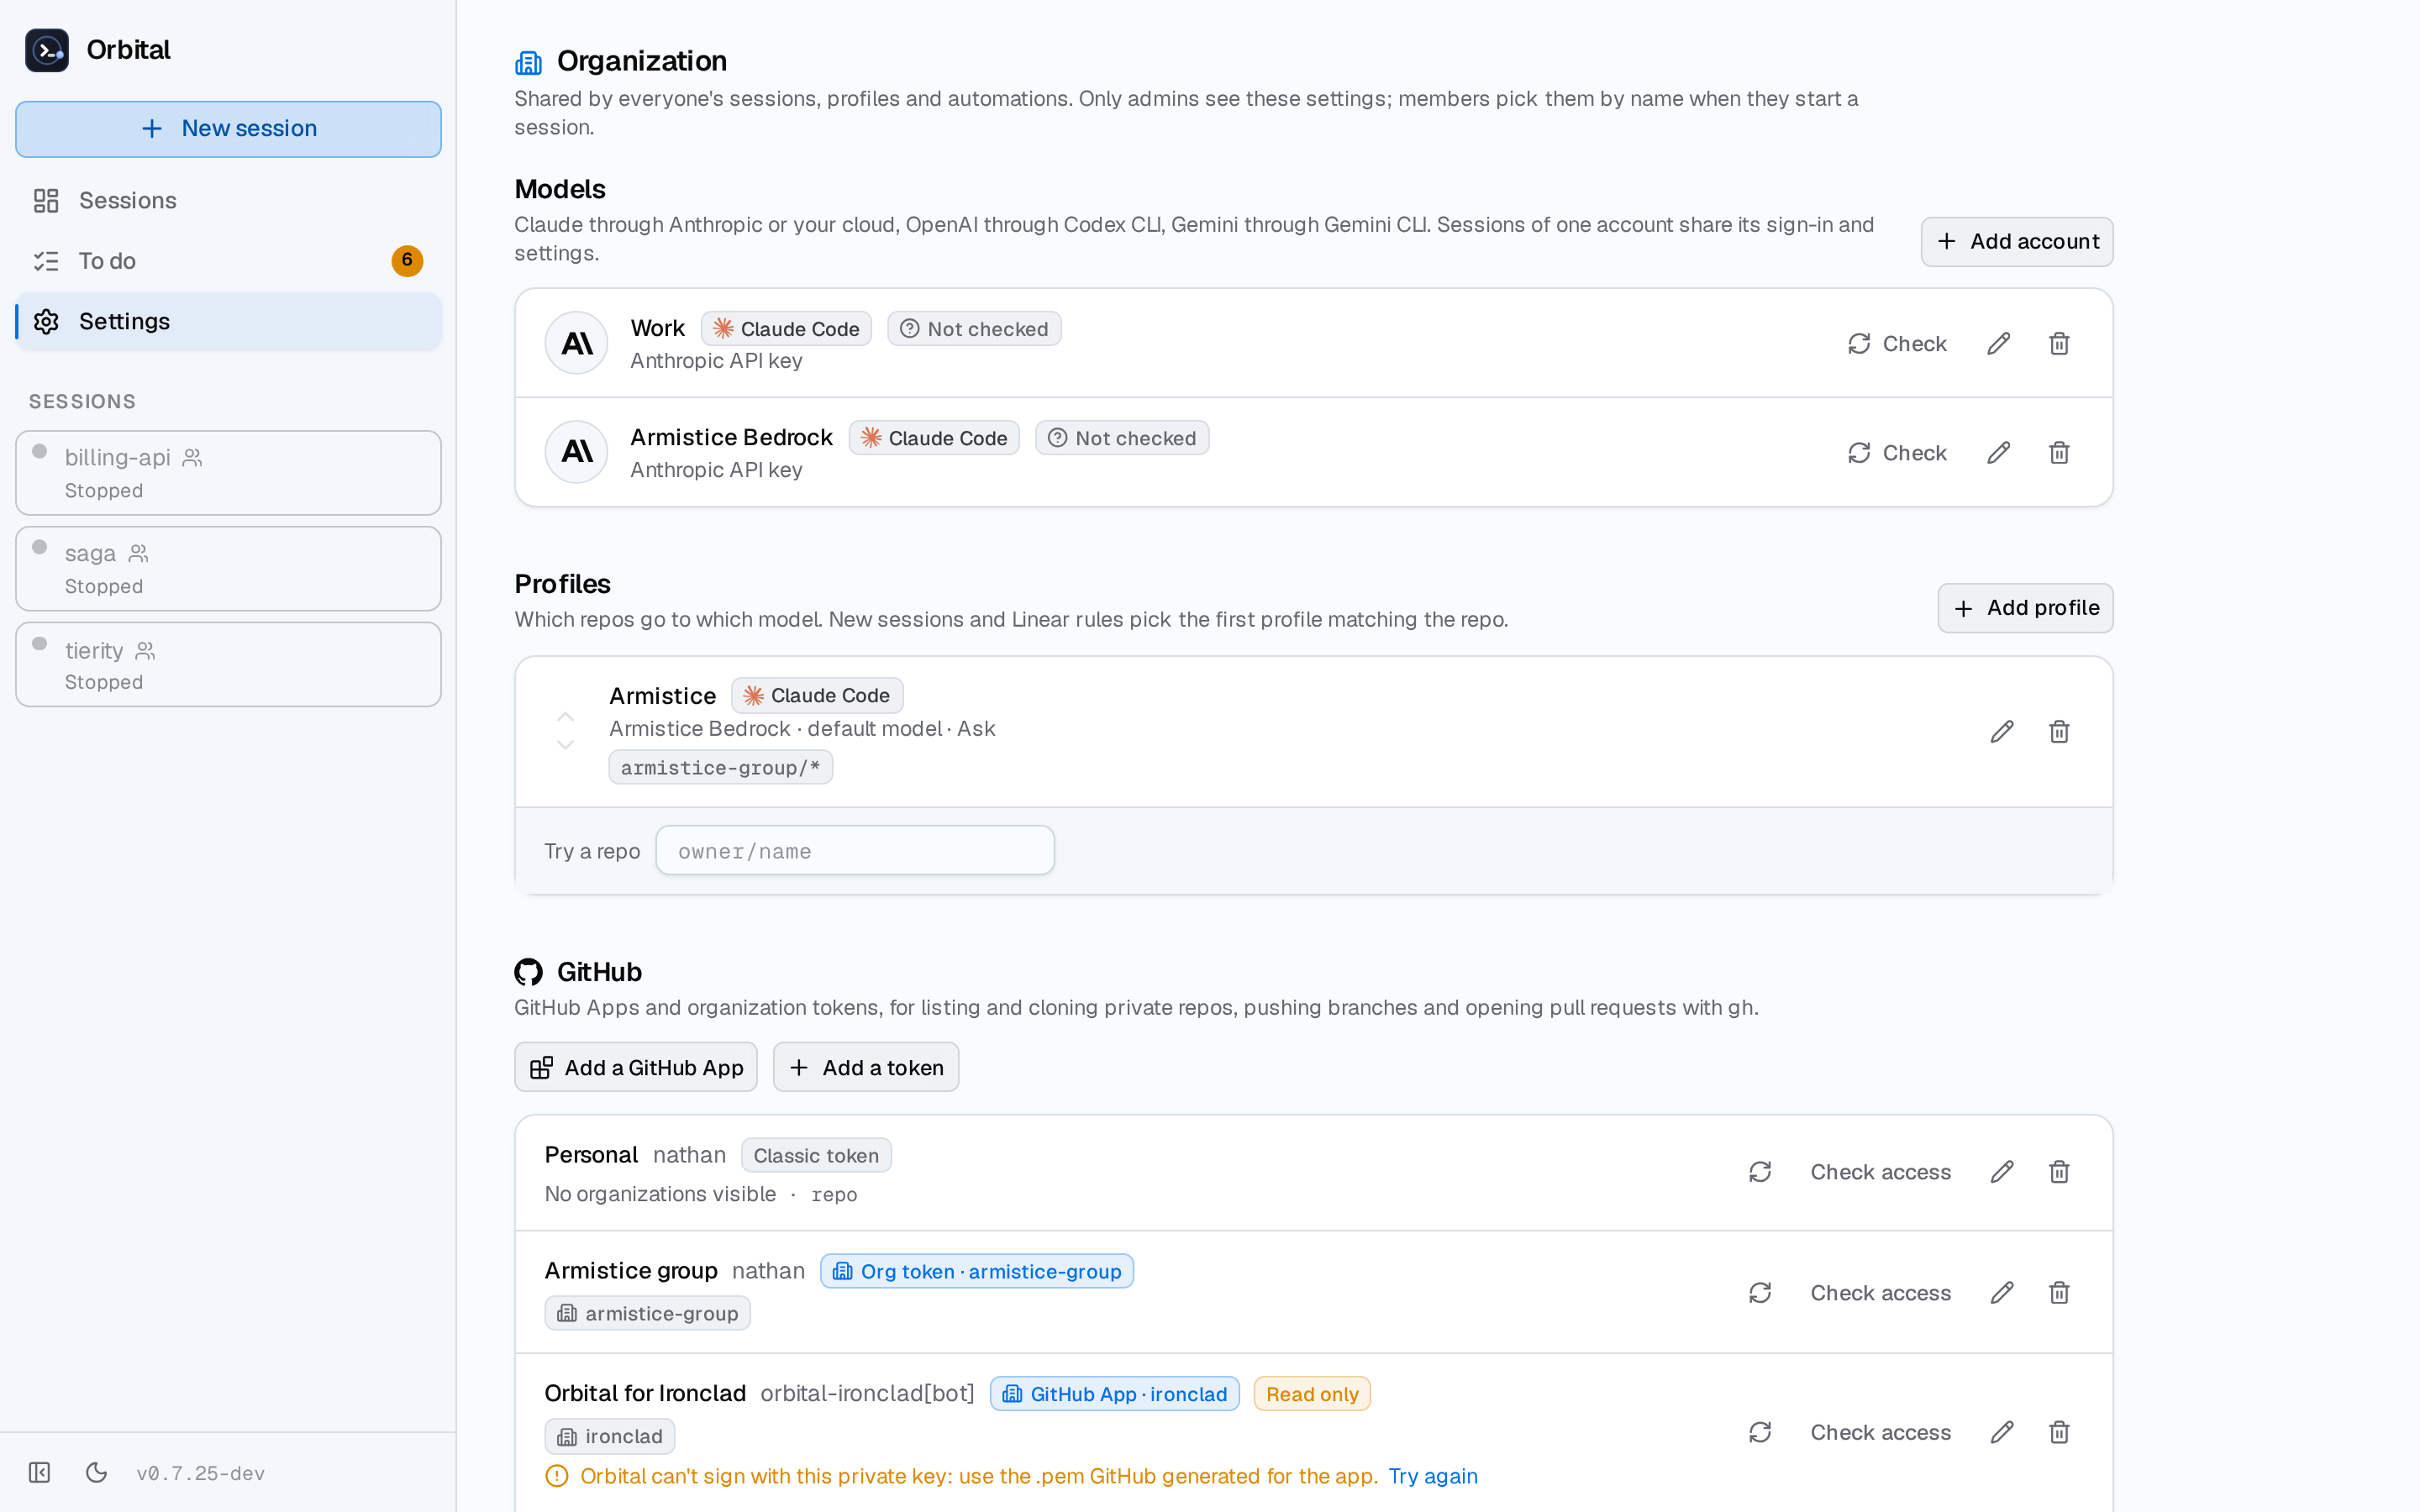 Orbital
New session
Sessions
To do
6
Settings
SESSIONS
billing-api
Stopped
saga
Stopped
tierity
Stopped
v0.7.25-dev
Organization
Shared by everyone's sessions, profiles and automations. Only admins see these settings; members pick them by name when they start a
session.
Models
Claude through Anthropic or your cloud, OpenAI through Codex CLI, Gemini through Gemini CLI. Sessions of one account share its sign-in and
settings.
Add account
Work Claude Code Not checked
Anthropic API key
Check
Armistice Bedrock Claude Code Not checked
Anthropic API key
Check
Profiles
Which repos go to which model. New sessions and Linear rules pick the first profile matching the repo.
Add profile
Armistice Claude Code
Armistice Bedrock · default model · Ask
armistice-group/*
Try a repo owner/name
GitHub
GitHub Apps and organization tokens, for listing and cloning private repos, pushing branches and opening pull requests with gh.
Add a GitHub App Add a token
Personal nathan Classic token
No organizations visible · repo
Check access
Armistice group nathan Org token · armistice-group
armistice-group
Check access
Orbital for Ironclad orbital-ironclad[bot] GitHub App · ironclad Read only
ironclad
Check access
Orbital can't sign with this private key: use the .pem GitHub generated for the app. Try again